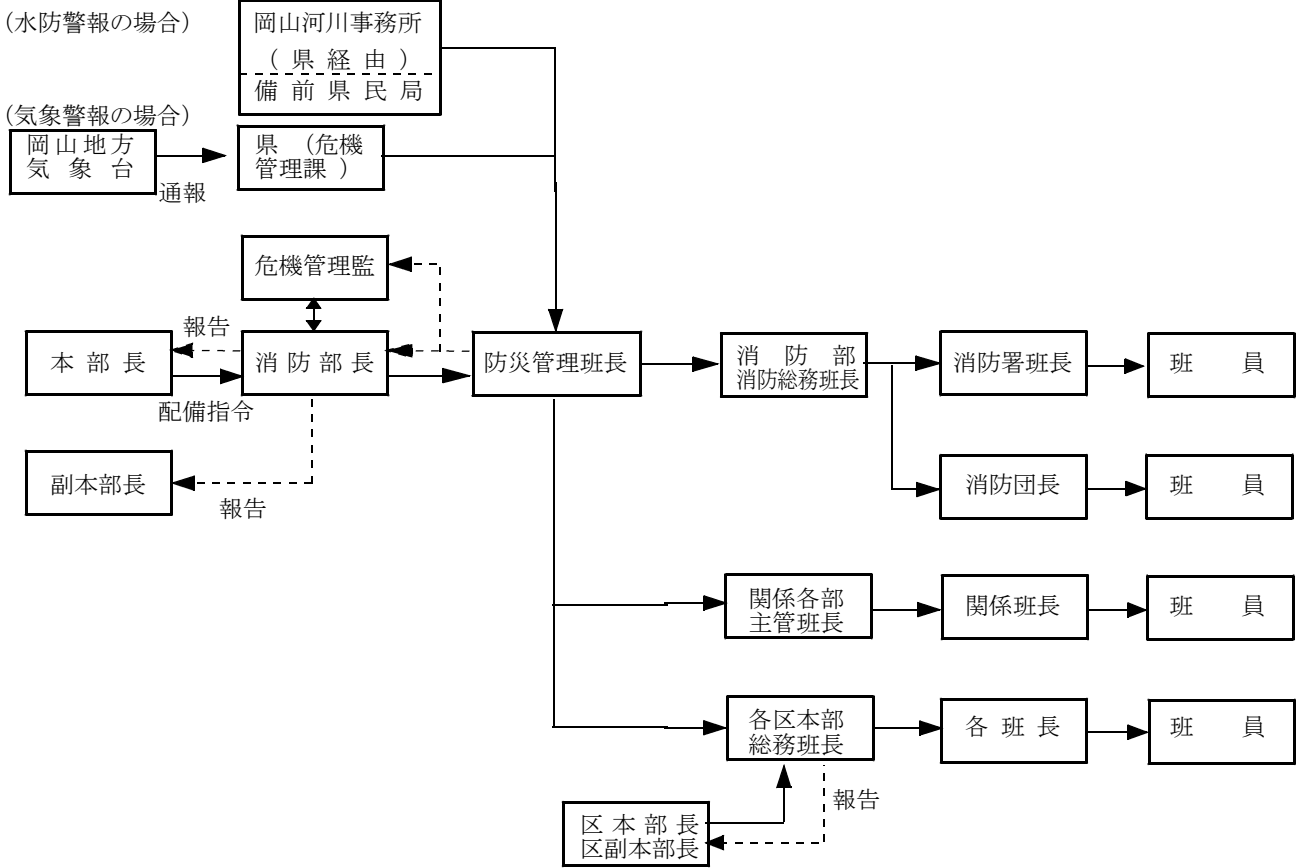 (水防警報の場合)
岡山河川事務所
(県経由)
備前県民局
(気象警報の場合)
岡山地方
気象台
通報
県（危機
管理課）
危機管理監
報告
本部長
消防部長
防災管理班長
消防部
消防総務班長
消防署班長
班員
配備指令
副本部長
報告
消防団長
班員
関係各部
主管班長
関係班長
班員
各区本部
総務班長
各班長
班員
報告
区本部長
区副本部長